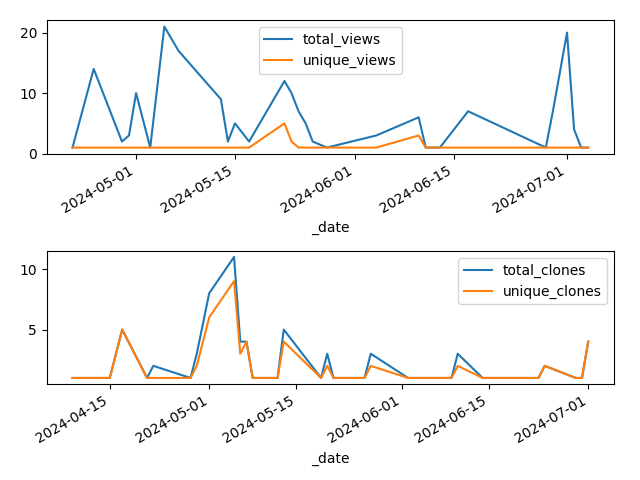 20
10
0
total_views
unique_views
2024-05-01
2024-05-15
2024-06-01
2024-06-15
2024-07-01
_date
10
5
total_clones
unique_clones
2024-04-15
2024-05-01
2024-05-15
2024-06-01
2024-06-15
2024-07-01
_date